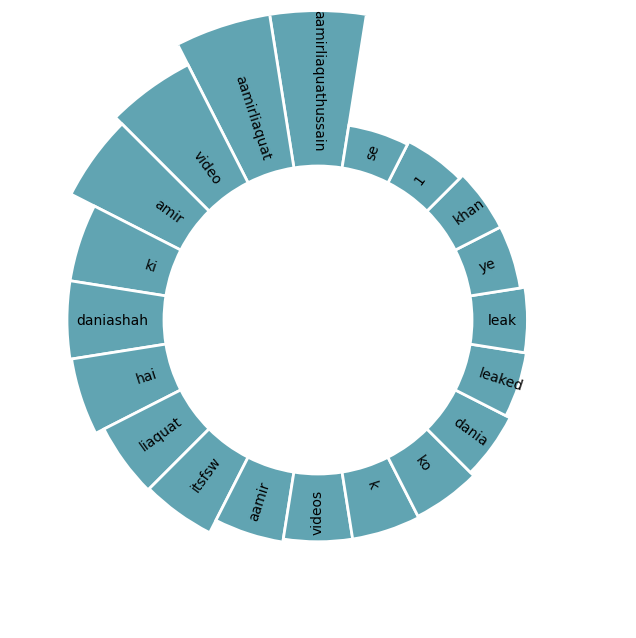 aamirliaquathussain
aamirliaquat
video
amir
ki
daniashah
hai
liaquat
itsfsw
aamir
videos
k
ko
dania
leaked
leak
ye
khan
1
se